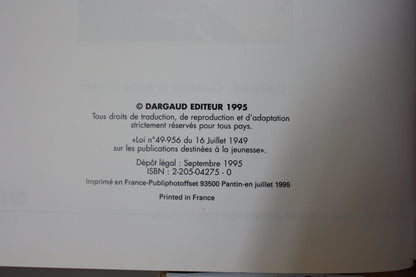 © DARGAUD EDITEUR 1995
Tous droits de traduction, de reproduction et d'adaptation
strictement réservés pour tous pays.
«Loi n°49-956 du 16 Juillet 1949
sur les publications destinées à la jeunesse».
Dépôt légal : Septembre 1995
ISBN : 2-205-04275 - 0
Imprimé en France-Publiphotoffset 93500 Pantin-en juillet 1995
Printed in France